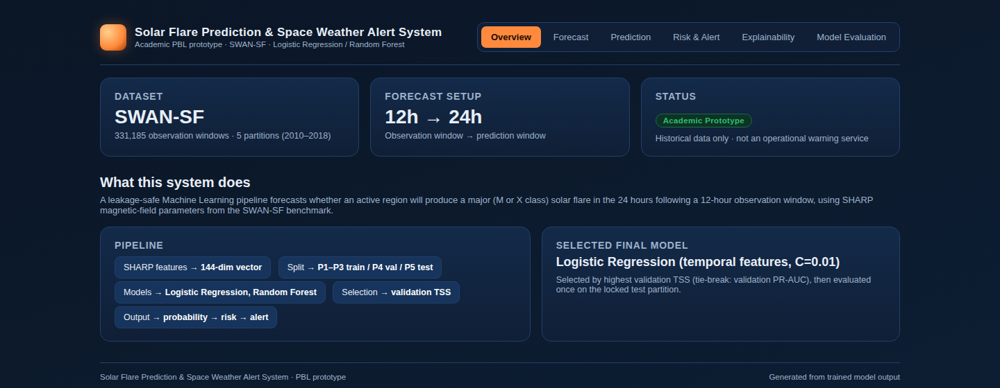 Solar Flare Prediction & Space Weather Alert System
Academic PBL prototype · SWAN-SF · Logistic Regression / Random Forest
Overview
Forecast
Prediction
Risk & Alert
Explainability
Model Evaluation
DATASET
SWAN-SF
331,185 observation windows · 5 partitions (2010–2018)
FORECAST SETUP
12h → 24h
Observation window → prediction window
STATUS
Academic Prototype
Historical data only · not an operational warning service
What this system does
A leakage-safe Machine Learning pipeline forecasts whether an active region will produce a major (M or X class) solar flare in the 24 hours following a 12-hour observation window, using SHARP
magnetic-field parameters from the SWAN-SF benchmark.
PIPELINE
SHARP features → 144-dim vector
Split → P1–P3 train / P4 val / P5 test
Models → Logistic Regression, Random Forest
Selection → validation TSS
Output → probability → risk → alert
SELECTED FINAL MODEL
Logistic Regression (temporal features, C=0.01)
Selected by highest validation TSS (tie-break: validation PR-AUC), then evaluated
once on the locked test partition.
Solar Flare Prediction & Space Weather Alert System · PBL prototype
Generated from trained model output